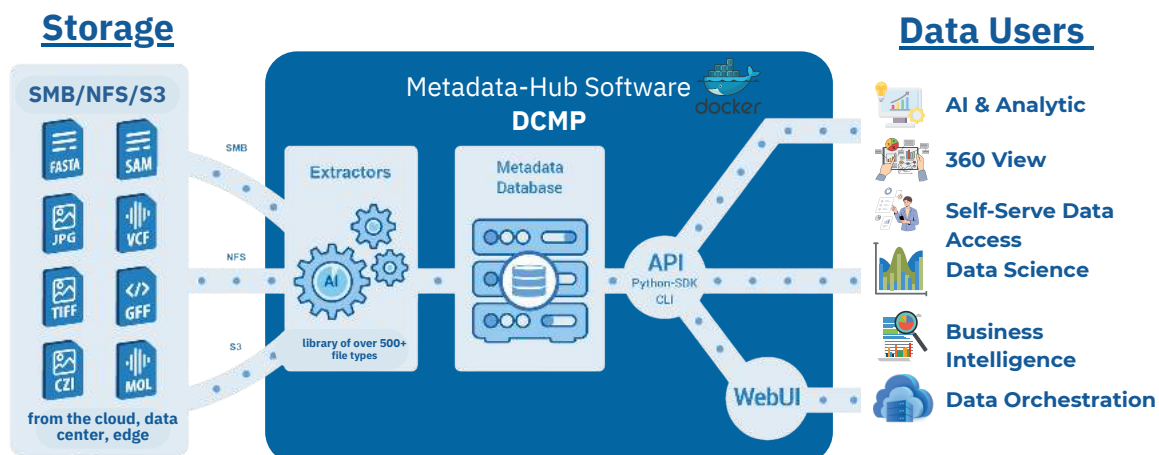 Storage
SMB/NFS/S3
FASTA
SAM
JPG
VCF
TIFF
GFF
CZI
MOL
from the cloud, data
center, edge
SMB
NFS
S3
Metadata-Hub Software
DCMP
docker
Extractors
AI
library of over 500+
file types
Metadata
Database
API
Python-SDK
CLI
WebUI
Data Users
AI & Analytic
360 View
Self-Serve Data
Access
Data Science
Business
Intelligence
Data Orchestration